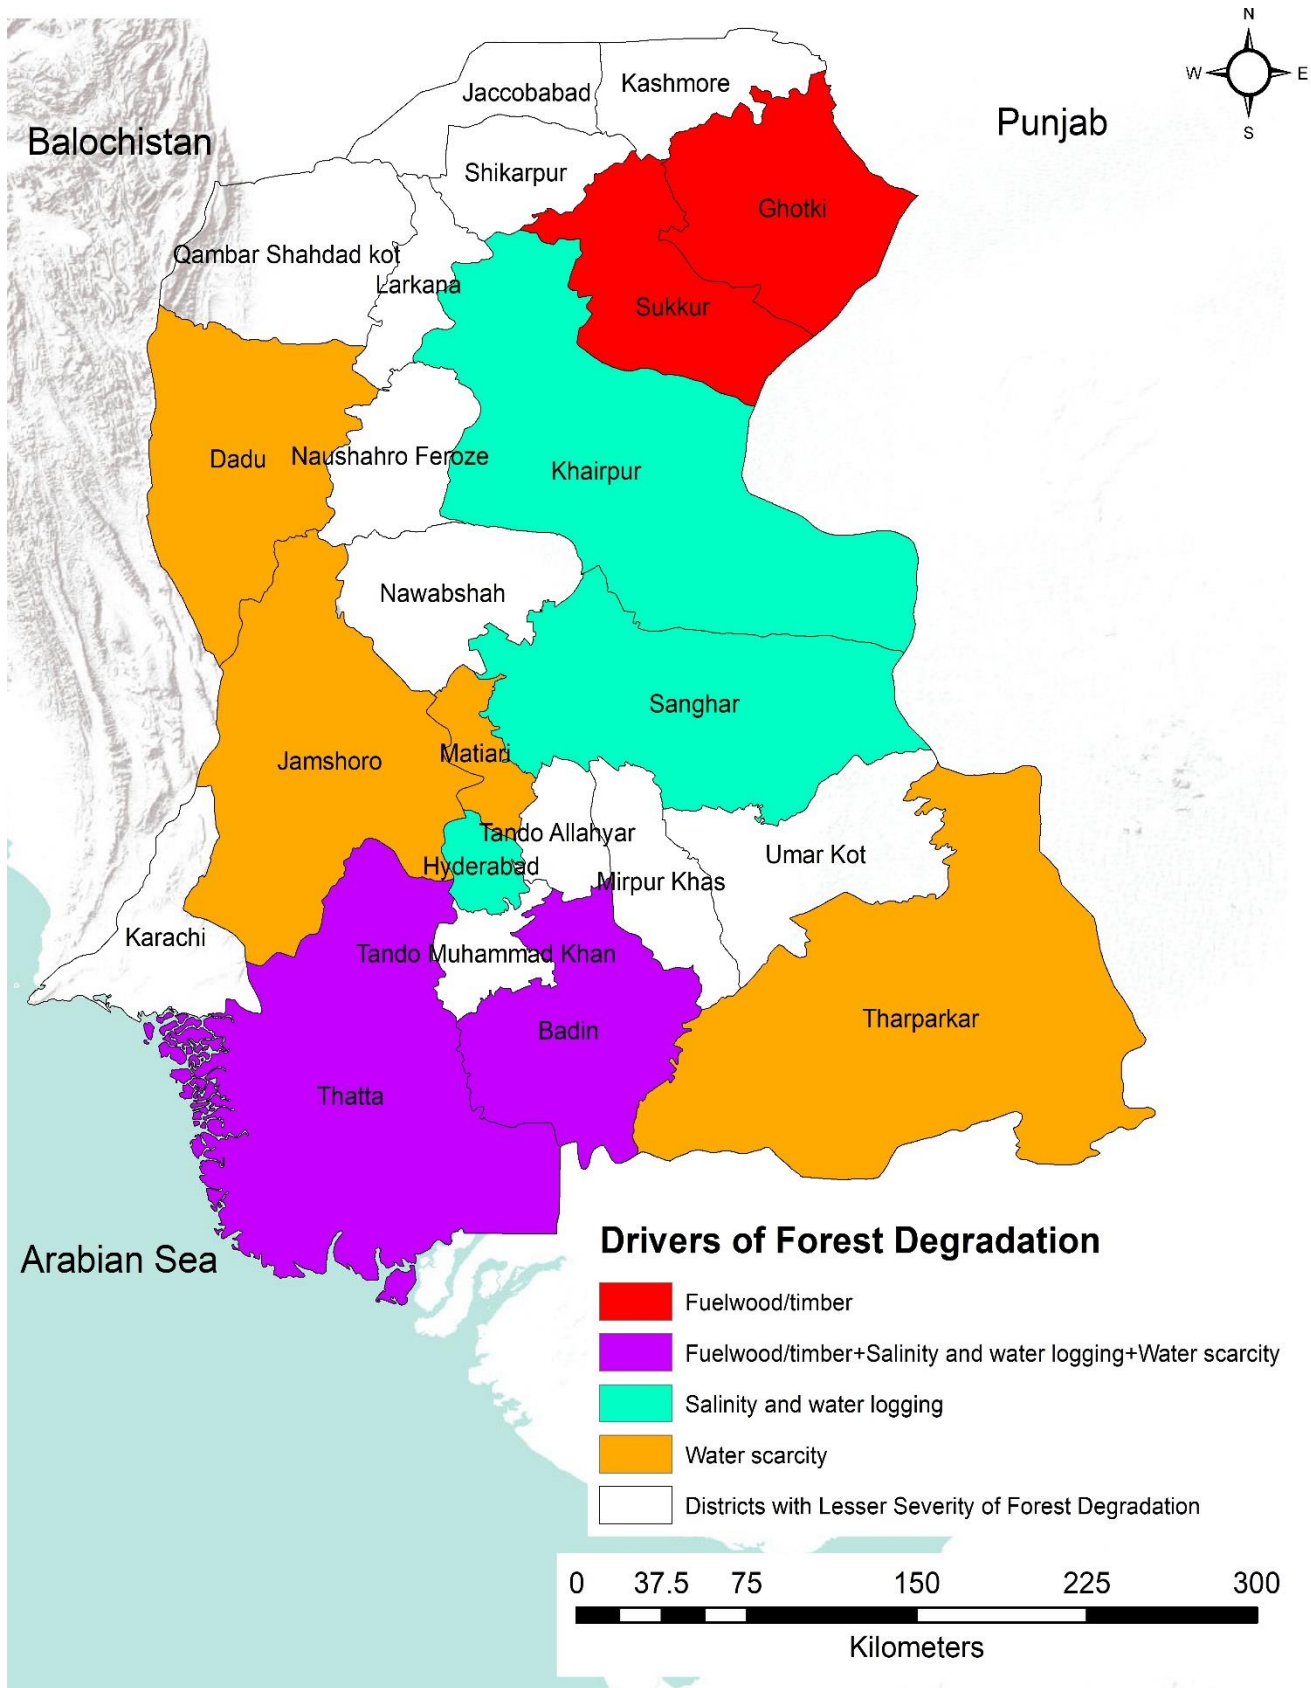 N
W E
S
Kashmore
Jaccobabad
Punjab
Balochistan
Shikarpur
Ghotki
Qambar Shahdad kot
Larkana
Sukkur
Dadu
Naushahro Feroze
Khairpur
Nawabshah
Sanghar
Matiari
Jamshoro
Tando Allahyar
Umar Kot
Hyderabad
Mirpur Khas
Karachi
Tando Muhammad Khan
Tharparkar
Badin
Thatta
Arabian Sea
Drivers of Forest Degradation
Fuelwood/timber
Fuelwood/timber+Salinity and water logging+Water scarcity
Salinity and water logging
Water scarcity
Districts with Lesser Severity of Forest Degradation
0 37.5 75 150 225 300
Kilometers